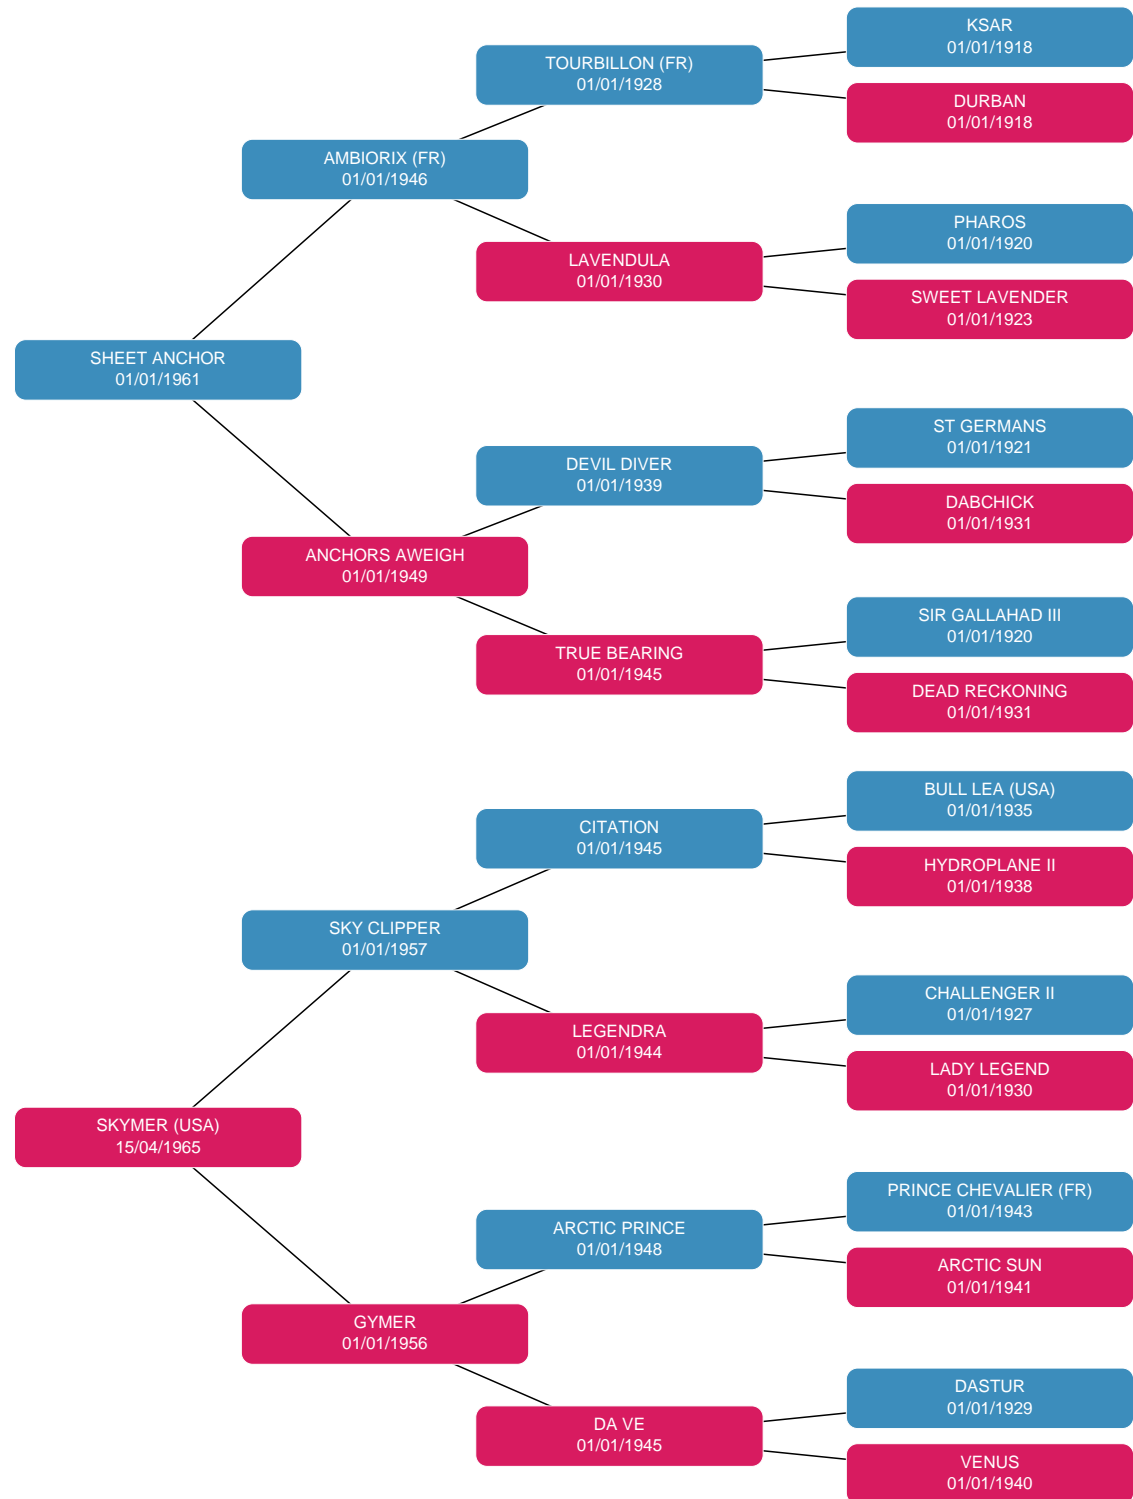 KSAR
01/01/1918
TOURBILLON (FR)
01/01/1928
DURBAN
01/01/1918
AMBIORIX (FR)
01/01/1946
PHAROS
01/01/1920
LAVENDULA
01/01/1930
SWEET LAVENDER
01/01/1923
SHEET ANCHOR
01/01/1961
ST GERMANS
01/01/1921
DEVIL DIVER
01/01/1939
DABCHICK
01/01/1931
ANCHORS AWEIGH
01/01/1949
SIR GALLAHAD III
01/01/1920
TRUE BEARING
01/01/1945
DEAD RECKONING
01/01/1931
BULL LEA (USA)
01/01/1935
CITATION
01/01/1945
HYDROPLANE II
01/01/1938
SKY CLIPPER
01/01/1957
CHALLENGER II
01/01/1927
LEGENDRA
01/01/1944
LADY LEGEND
01/01/1930
SKYMER (USA)
15/04/1965
PRINCE CHEVALIER (FR)
01/01/1943
ARCTIC PRINCE
01/01/1948
ARCTIC SUN
01/01/1941
GYMER
01/01/1956
DASTUR
01/01/1929
DA VE
01/01/1945
VENUS
01/01/1940